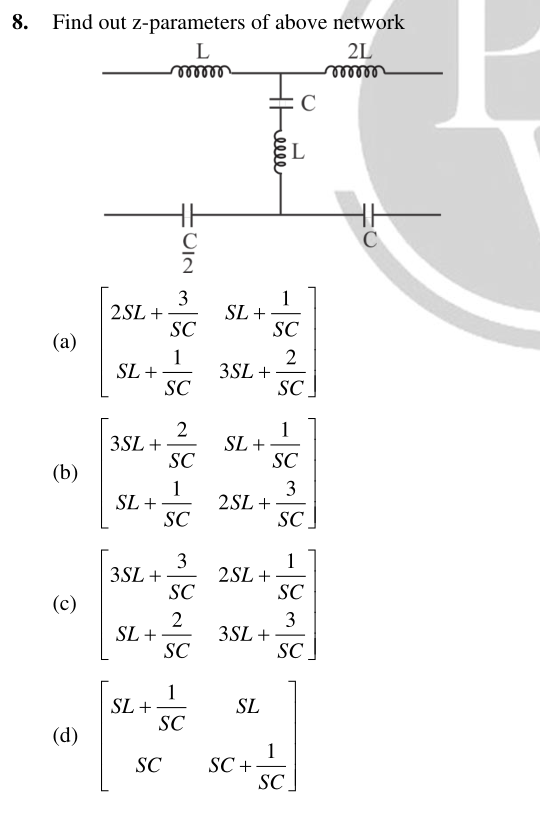 8. Find out z-parameters of above network
L 2L
C
L
C/2 C
(a) [ 2SL + 3/SC SL + 1/SC
SL + 1/SC 3SL + 2/SC ]
(b) [ 3SL + 2/SC SL + 1/SC
SL + 1/SC 2SL + 3/SC ]
(c) [ 3SL + 3/SC 2SL + 1/SC
SL + 2/SC 3SL + 3/SC ]
(d) [ SL + 1/SC SL
SC SC + 1/SC ]